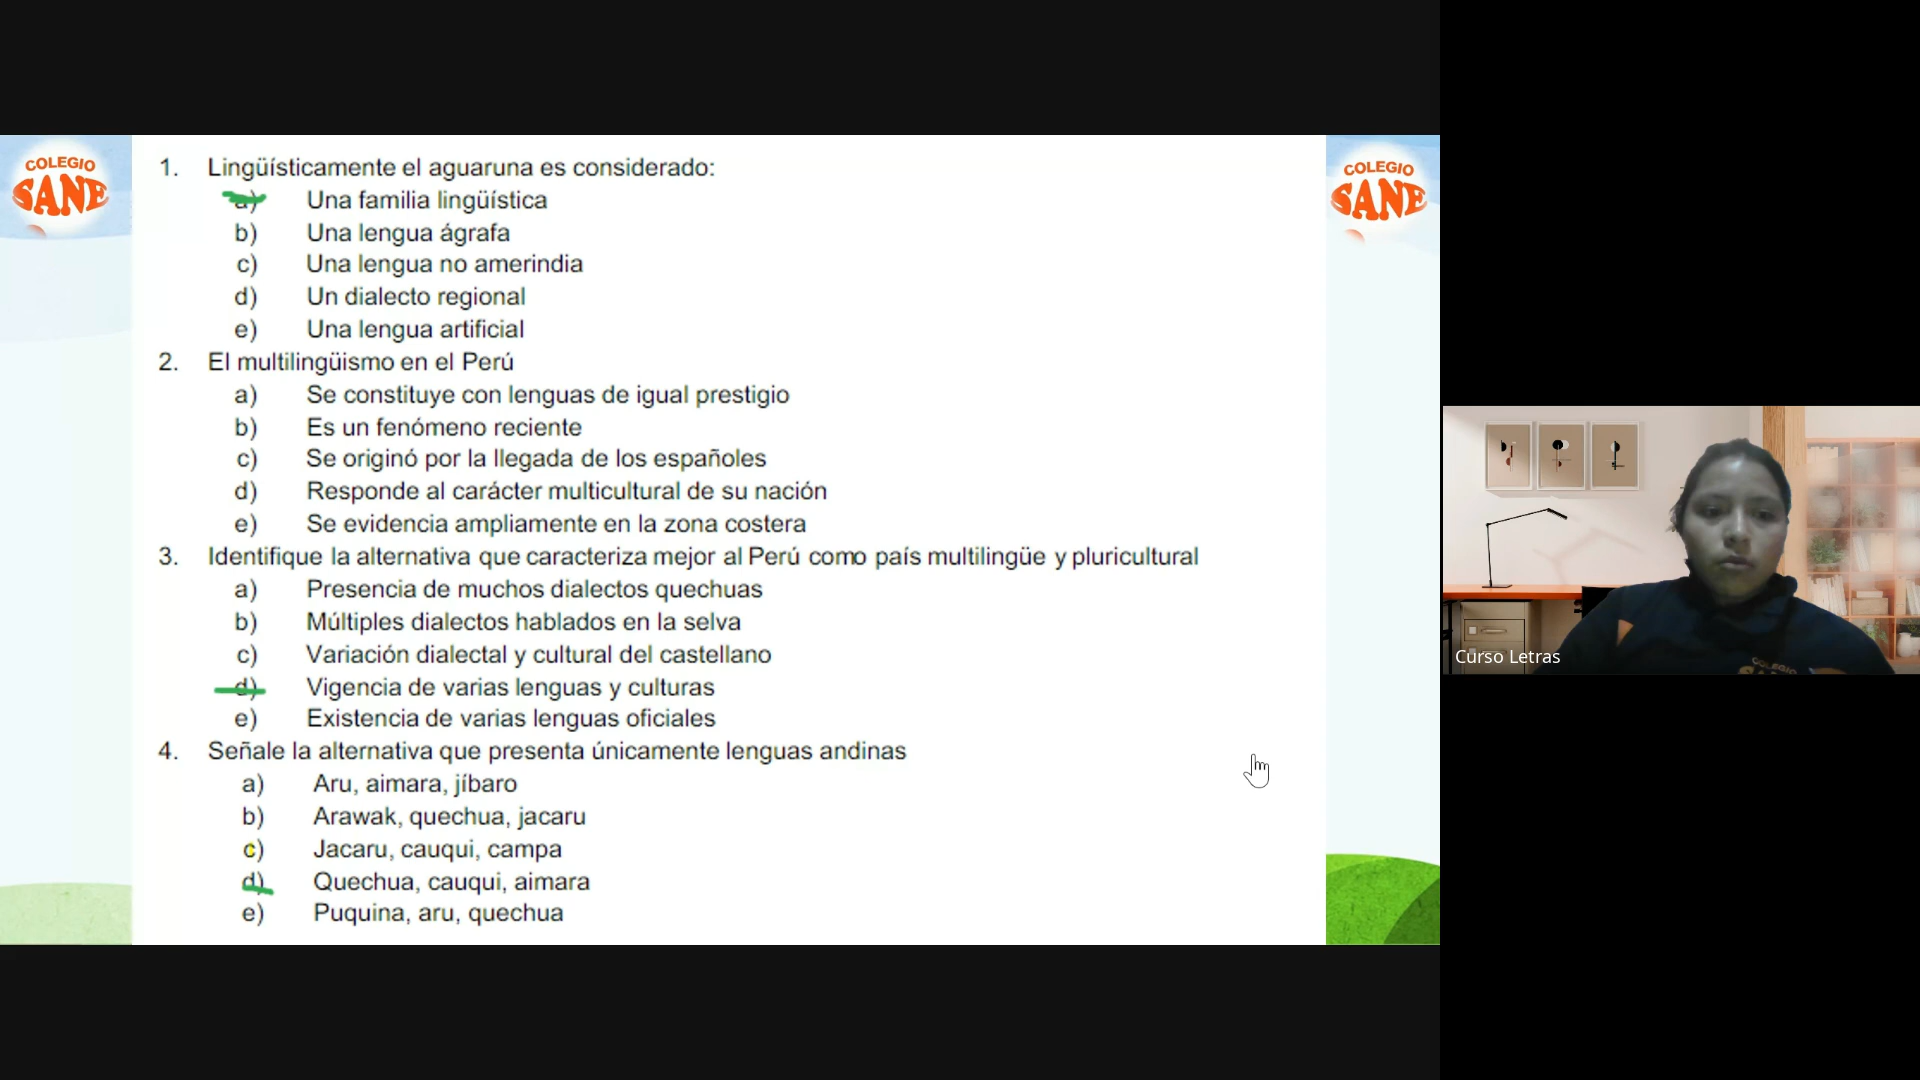 COLEGIO
SANE
COLEGIO
SANE
1. Lingüísticamente el aguaruna es considerado:
a) Una familia lingüística
b) Una lengua ágrafa
c) Una lengua no amerindia
d) Un dialecto regional
e) Una lengua artificial
2. El multilingüismo en el Perú
a) Se constituye con lenguas de igual prestigio
b) Es un fenómeno reciente
c) Se originó por la llegada de los españoles
d) Responde al carácter multicultural de su nación
e) Se evidencia ampliamente en la zona costera
3. Identifique la alternativa que caracteriza mejor al Perú como país multilingüe y pluricultural
a) Presencia de muchos dialectos quechuas
b) Múltiples dialectos hablados en la selva
c) Variación dialectal y cultural del castellano
d) Vigencia de varias lenguas y culturas
e) Existencia de varias lenguas oficiales
4. Señale la alternativa que presenta únicamente lenguas andinas
a) Aru, aimara, jíbaro
b) Arawak, quechua, jacaru
c) Jacaru, cauqui, campa
d) Quechua, cauqui, aimara
e) Puquina, aru, quechua
Curso Letras
COLEGIO